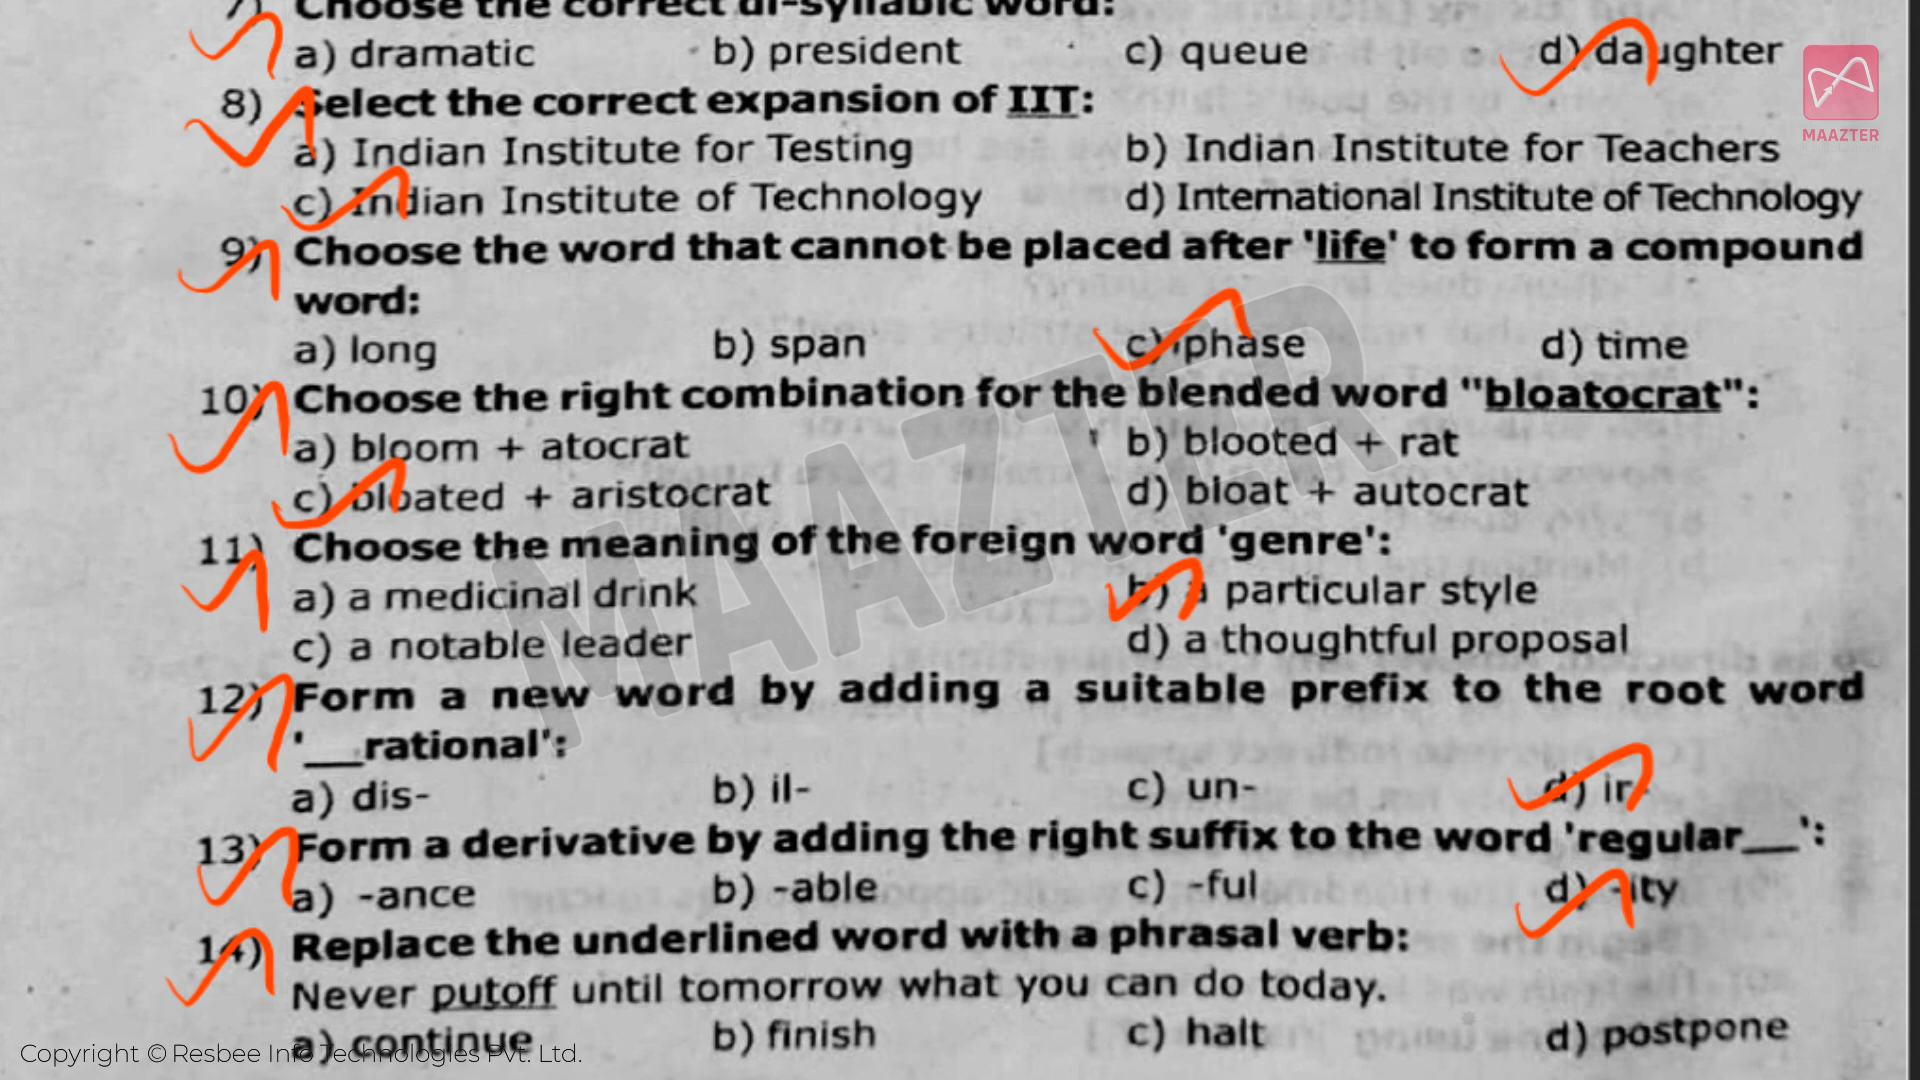 7) Choose the correct di-syllabic word:
a) dramatic b) president c) queue d) daughter
8) Select the correct expansion of IIT:
a) Indian Institute for Testing b) Indian Institute for Teachers
c) Indian Institute of Technology d) International Institute of Technology
9) Choose the word that cannot be placed after 'life' to form a compound
word:
a) long b) span c) phase d) time
10) Choose the right combination for the blended word "bloatocrat":
a) bloom + atocrat b) blooted + rat
c) bloated + aristocrat d) bloat + autocrat
11) Choose the meaning of the foreign word 'genre':
a) a medicinal drink b) a particular style
c) a notable leader d) a thoughtful proposal
12) Form a new word by adding a suitable prefix to the root word
'__rational':
a) dis- b) il- c) un- d) ir-
13) Form a derivative by adding the right suffix to the word 'regular__':
a) -ance b) -able c) -ful d) -ity
14) Replace the underlined word with a phrasal verb:
Never putoff until tomorrow what you can do today.
a) continue b) finish c) halt d) postpone
MAAZTER
MAAZTER
Copyright © Resbee Info Technologies Pvt. Ltd.